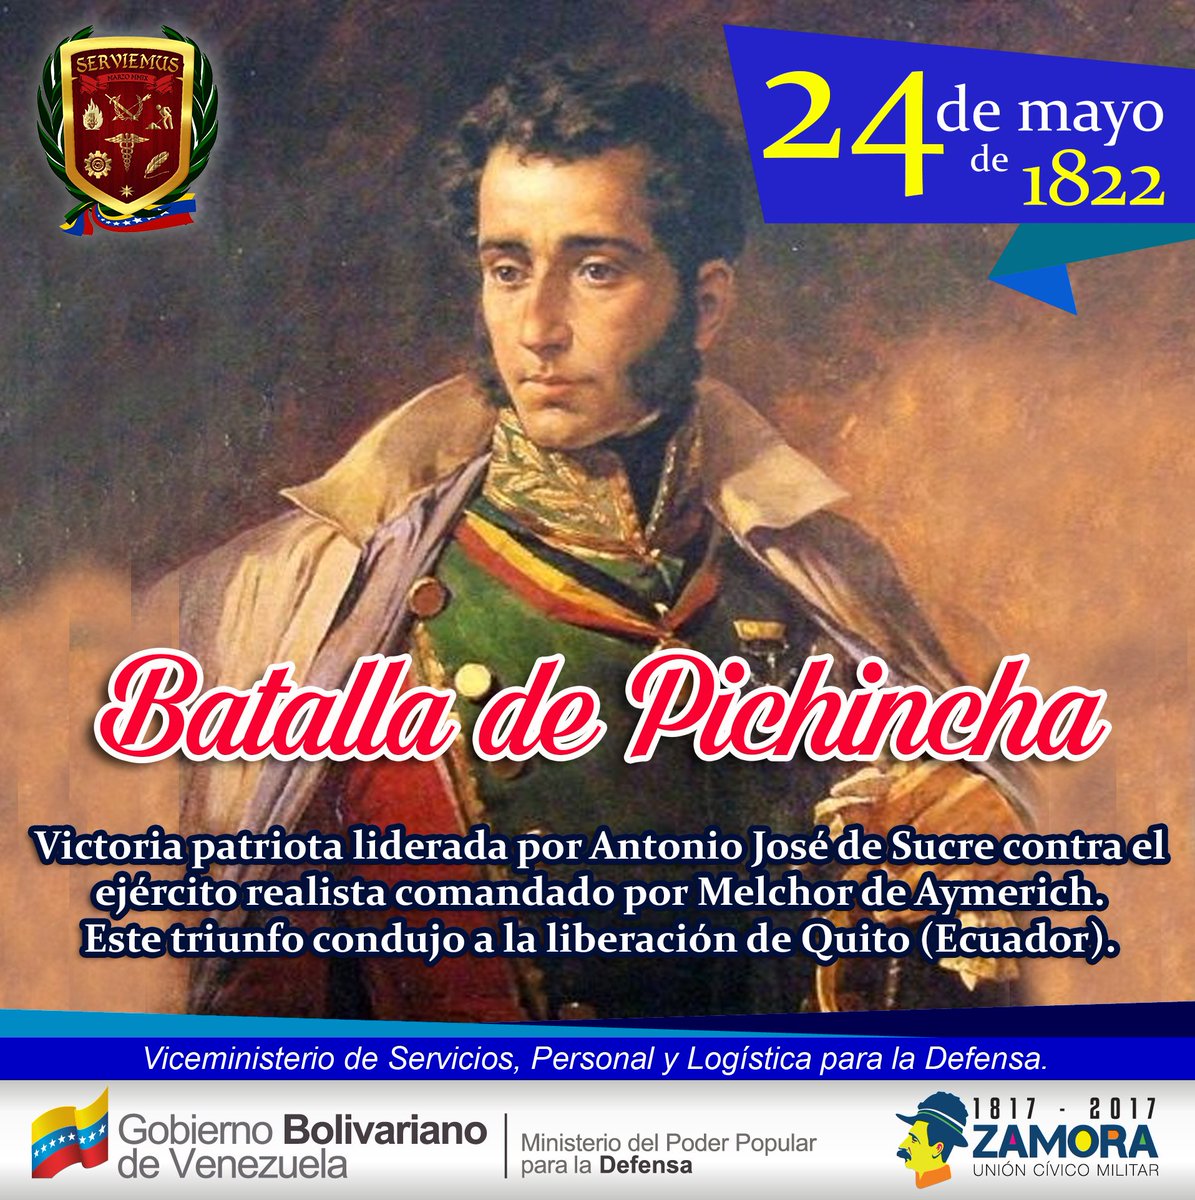 SERVIEMUS
MARZO MMIX
24 de mayo
de 1822
Batalla de Pichincha
Victoria patriota liderada por Antonio José de Sucre contra el
ejército realista comandado por Melchor de Aymerich.
Este triunfo condujo a la liberación de Quito (Ecuador).
Viceministerio de Servicios, Personal y Logística para la Defensa.
Gobierno Bolivariano
de Venezuela
Ministerio del Poder Popular
para la Defensa
1817 - 2017
ZAMORA
UNIÓN CÍVICO MILITAR